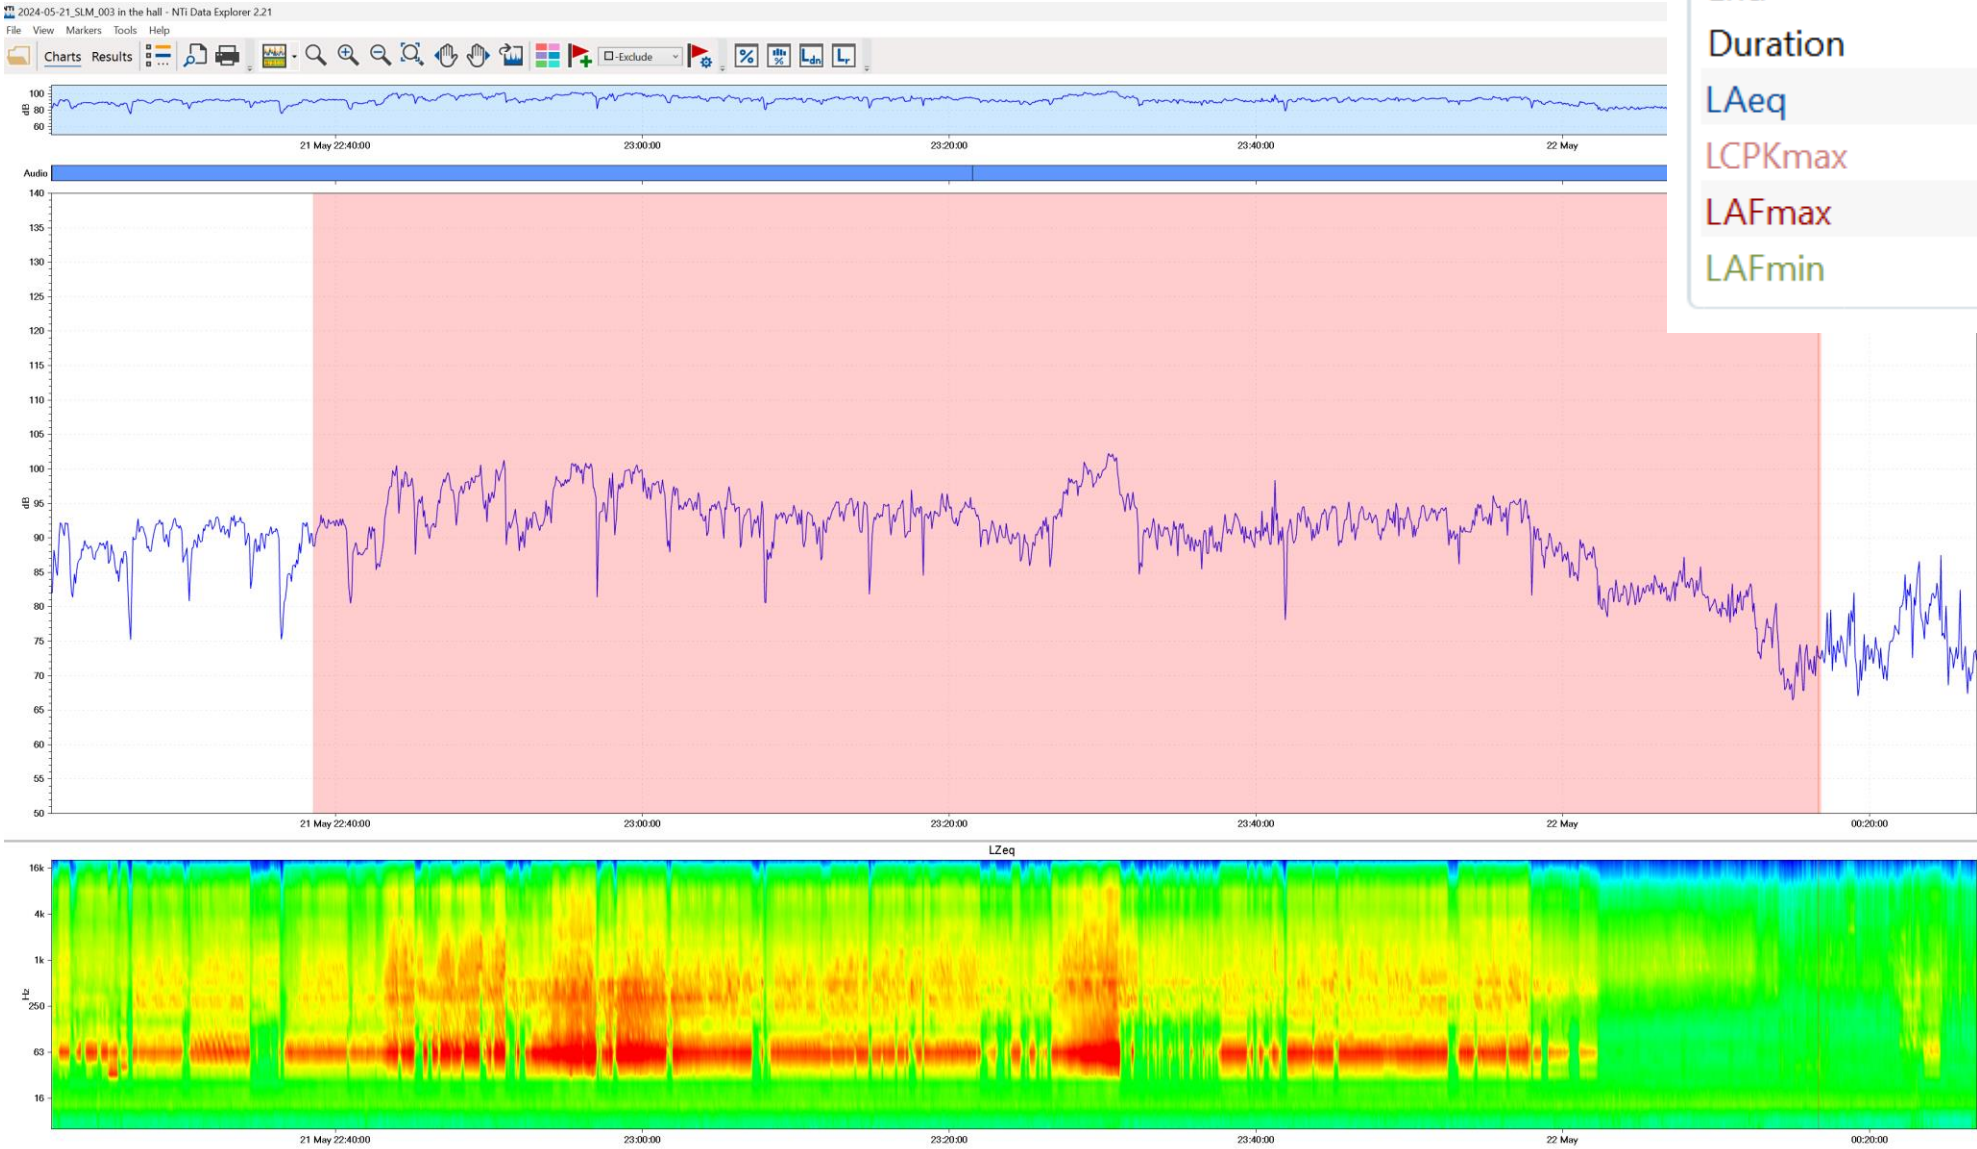 2024-05-21_SLM_003 in the hall - NTi Data Explorer 2.21
File View Markers Tools Help
Charts Results -Exclude % % Ldn Lr
Duration
LAeq
LCPKmax
LAFmax
LAFmin
100
80
60
dB
21 May 22:40:00 23:00:00 23:20:00 23:40:00 22 May
Audio
140
135
130
125
120
115
110
105
100
95
90
85
80
75
70
65
60
55
50
dB
21 May 22:40:00 23:00:00 23:20:00 23:40:00 22 May 00:20:00
LZeq
16k
4k
1k
250
63
16
Hz
21 May 22:40:00 23:00:00 23:20:00 23:40:00 22 May 00:20:00